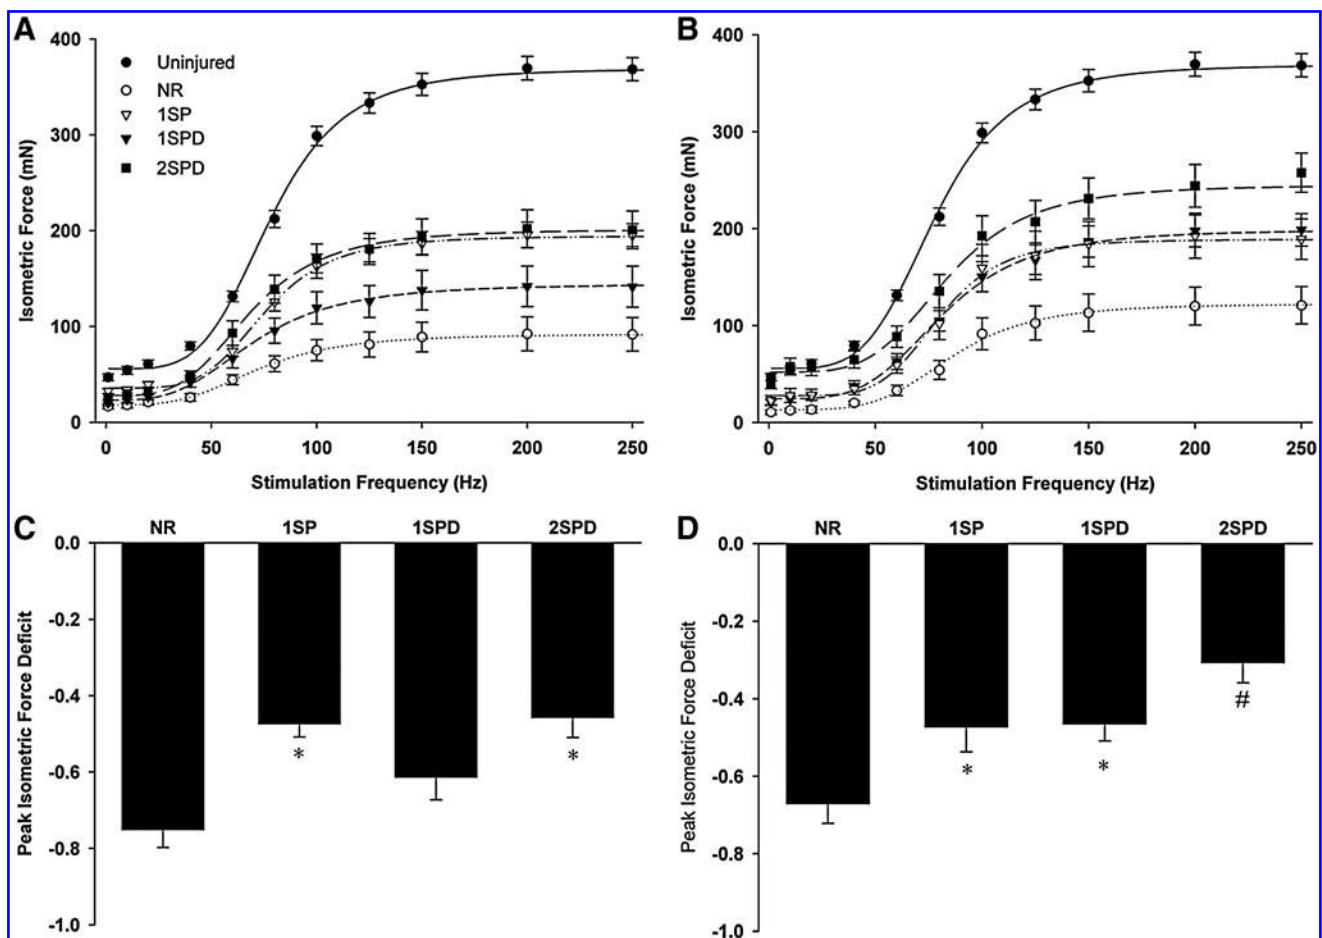 A
400
300
200
100
0
Isometric Force (mN)
Uninjured
NR
1SP
1SPD
2SPD
0 50 100 150 200 250
Stimulation Frequency (Hz)
B
400
300
200
100
0
Isometric Force (mN)
0 50 100 150 200 250
Stimulation Frequency (Hz)
C
NR 1SP 1SPD 2SPD
0.0
-0.2
-0.4
-0.6
-0.8
-1.0
Peak Isometric Force Deficit
* *
D
NR 1SP 1SPD 2SPD
0.0
-0.2
-0.4
-0.6
-0.8
-1.0
Peak Isometric Force Deficit
* * #